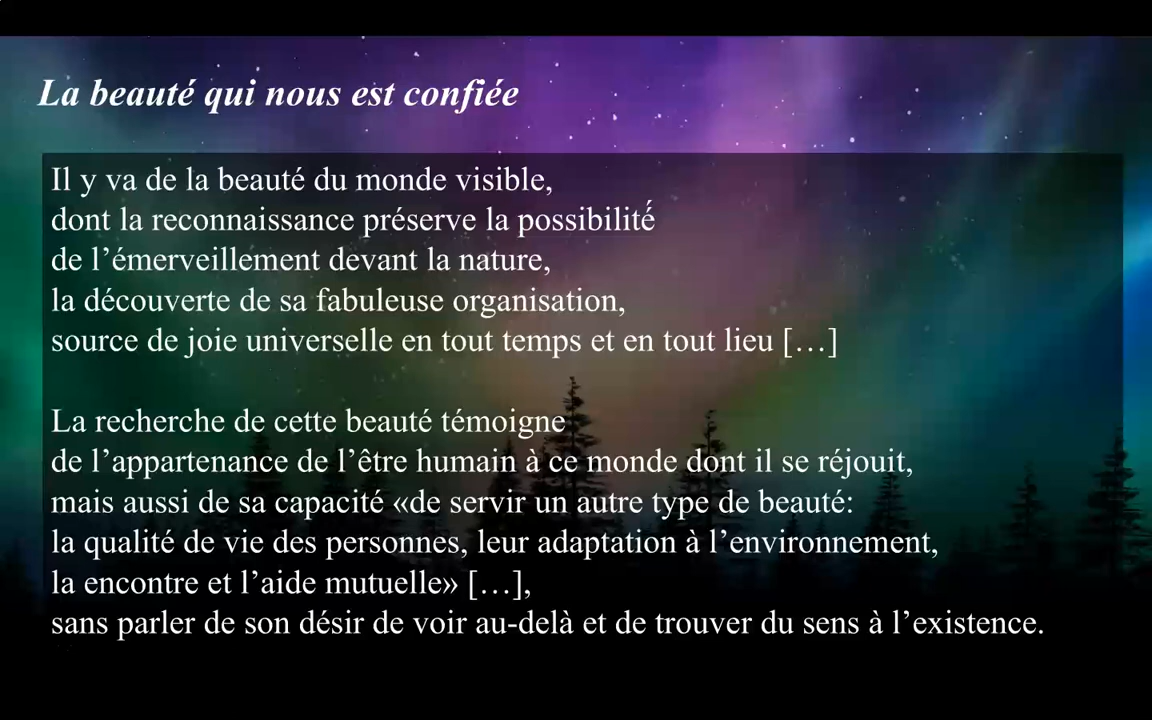 La beauté qui nous est confiée
Il y va de la beauté du monde visible,
dont la reconnaissance préserve la possibilité́
de l’émerveillement devant la nature,
la découverte de sa fabuleuse organisation,
source de joie universelle en tout temps et en tout lieu […]
La recherche de cette beauté témoigne
de l’appartenance de l’être humain à ce monde dont il se réjouit,
mais aussi de sa capacité «de servir un autre type de beauté:
la qualité de vie des personnes, leur adaptation à l’environnement,
la encontre et l’aide mutuelle» […],
sans parler de son désir de voir au-delà et de trouver du sens à l’existence.